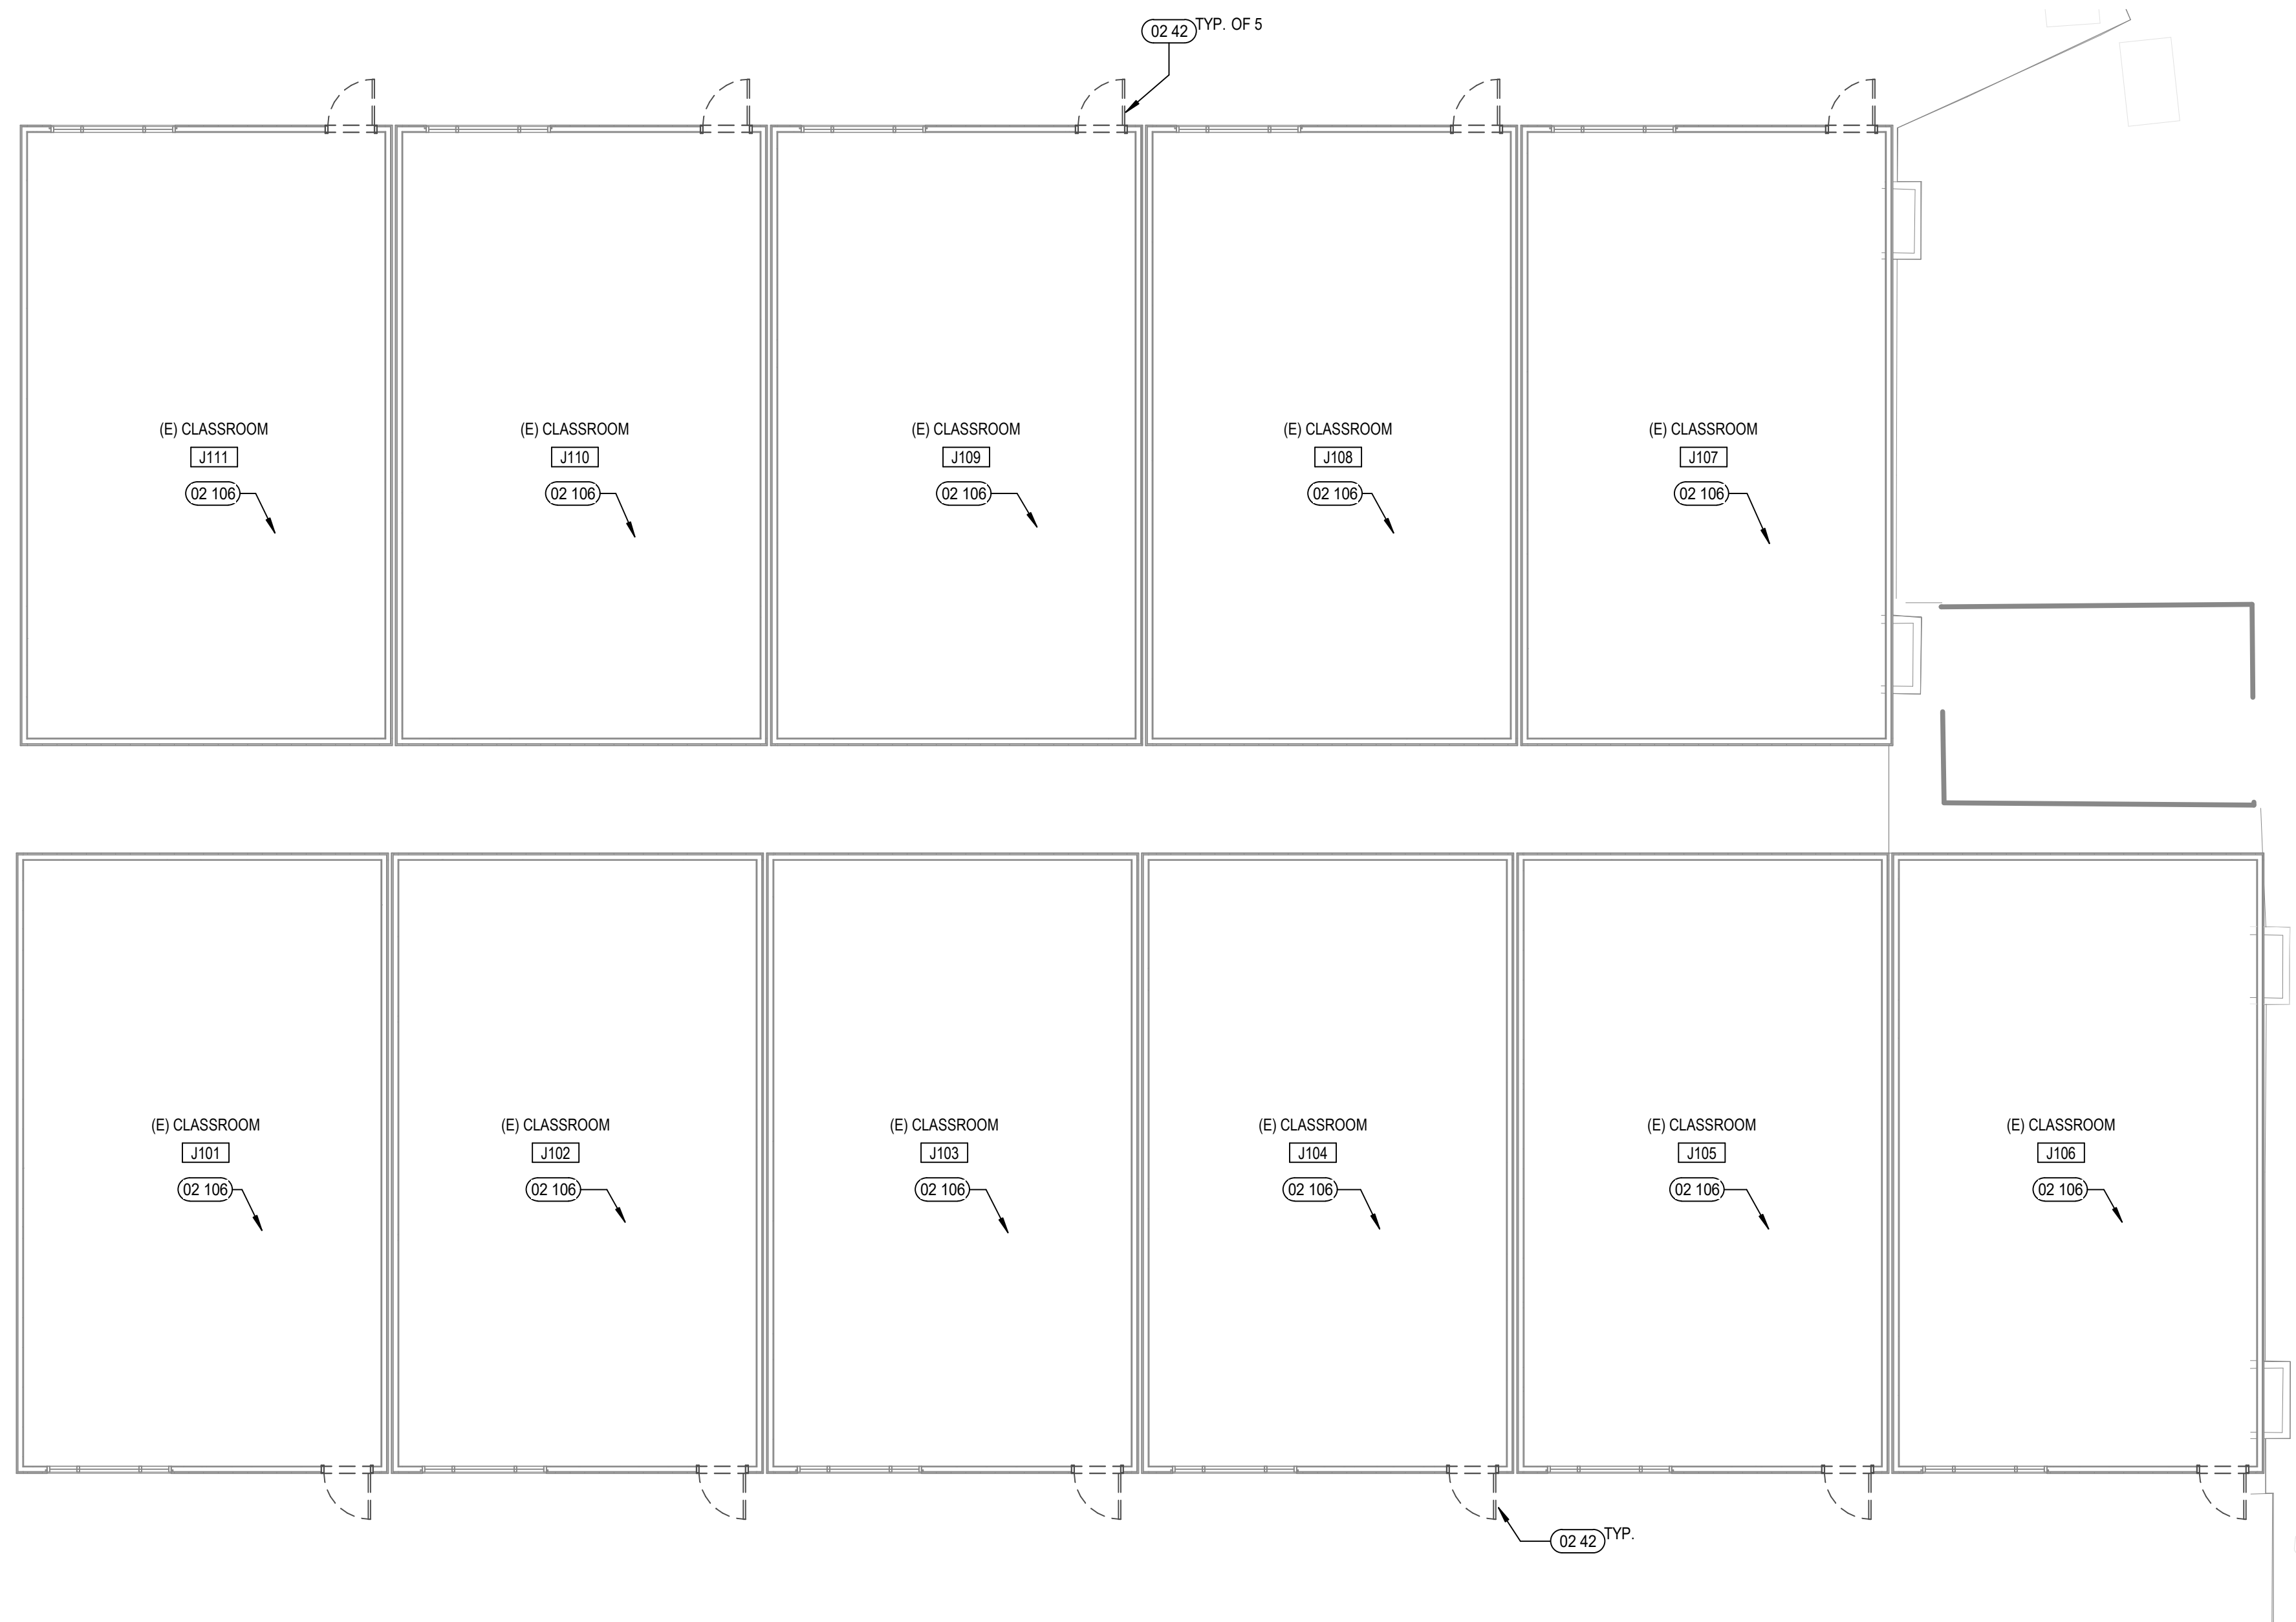 02 42 TYP. OF 5
(E) CLASSROOM
J111
02 106
(E) CLASSROOM
J110
02 106
(E) CLASSROOM
J109
02 106
(E) CLASSROOM
J108
02 106
(E) CLASSROOM
J107
02 106
(E) CLASSROOM
J101
02 106
(E) CLASSROOM
J102
02 106
(E) CLASSROOM
J103
02 106
(E) CLASSROOM
J104
02 106
(E) CLASSROOM
J105
02 106
(E) CLASSROOM
J106
02 106
02 42 TYP.